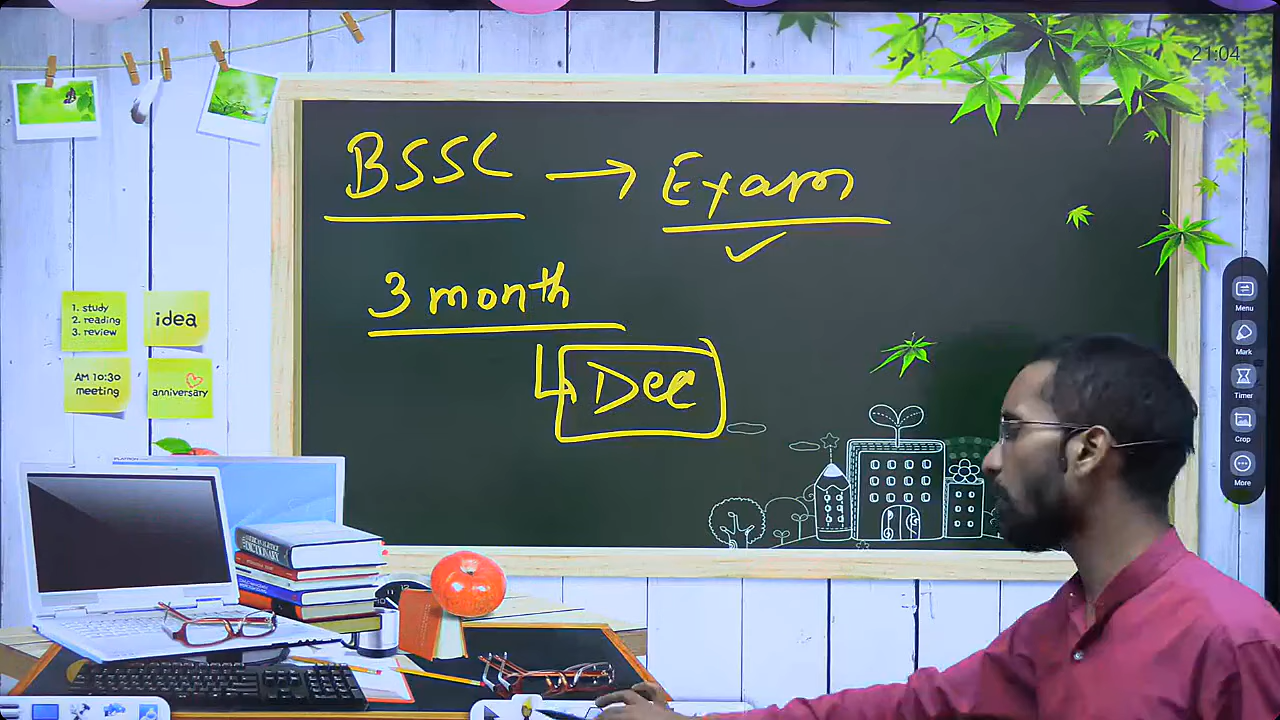 21:04
BSSC → Exam
✓
3 month
4 Dec
1. study
2. reading
3. review
idea
AM 10:30
meeting
anniversary
Menu
Mark
Timer
Crop
More
DICTIONARY